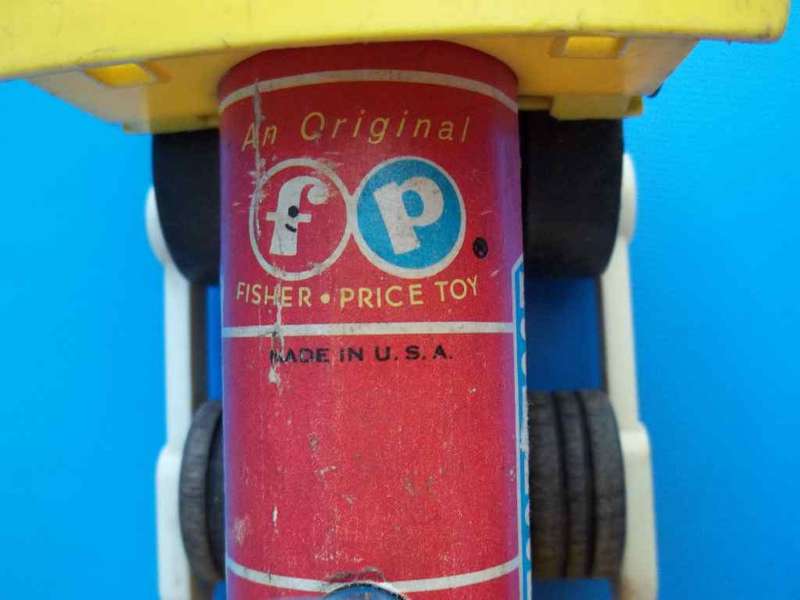 An Original
fp
FISHER • PRICE TOY
MADE IN U.S.A.